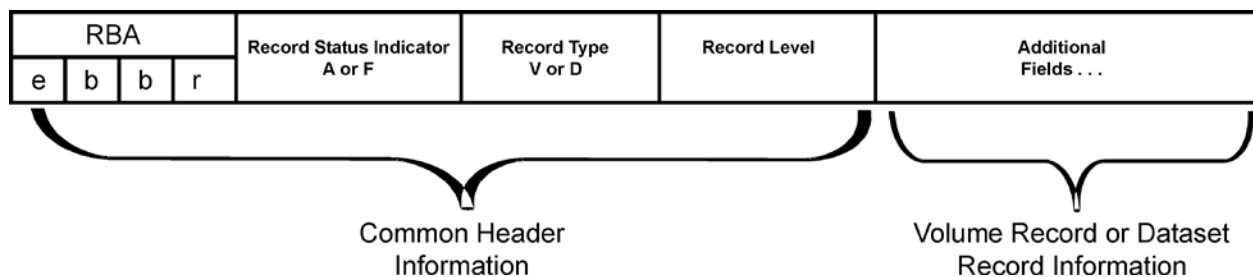 RBA
e b b r
Record Status Indicator
A or F
Record Type
V or D
Record Level
Additional
Fields . . .
Common Header
Information
Volume Record or Dataset
Record Information